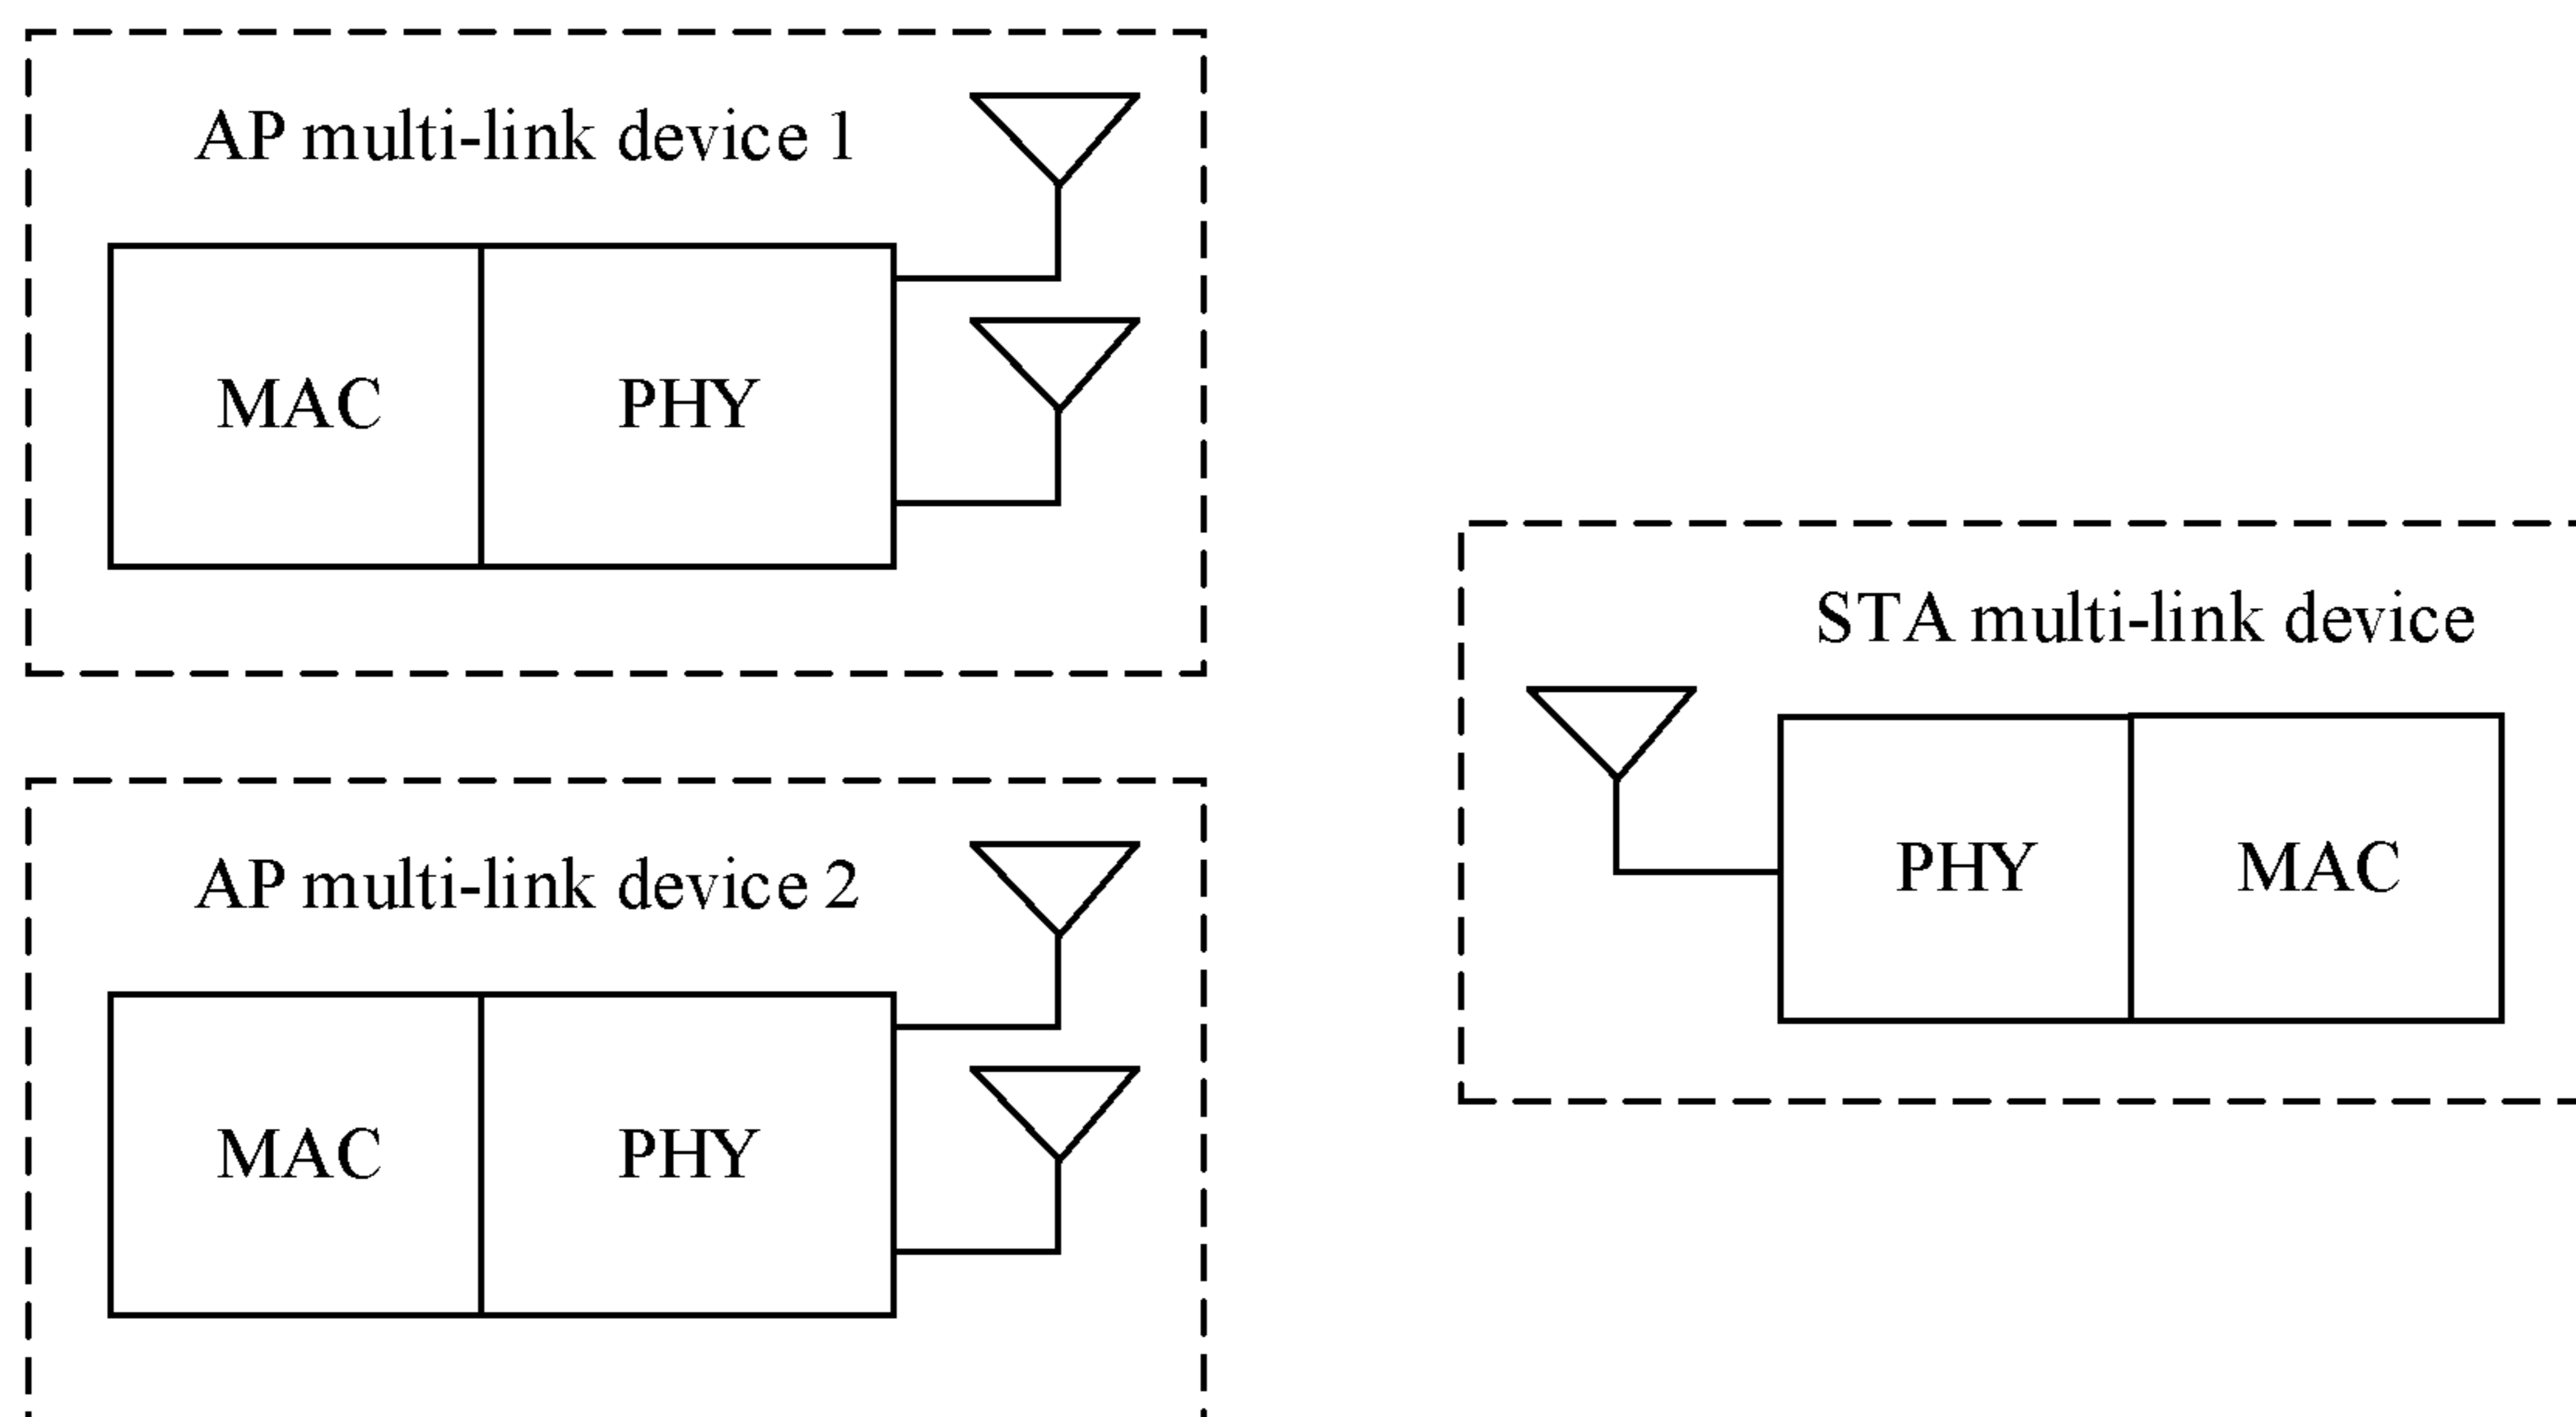 AP multi-link device 1
MAC
PHY
AP multi-link device 2
MAC
PHY
STA multi-link device
PHY
MAC